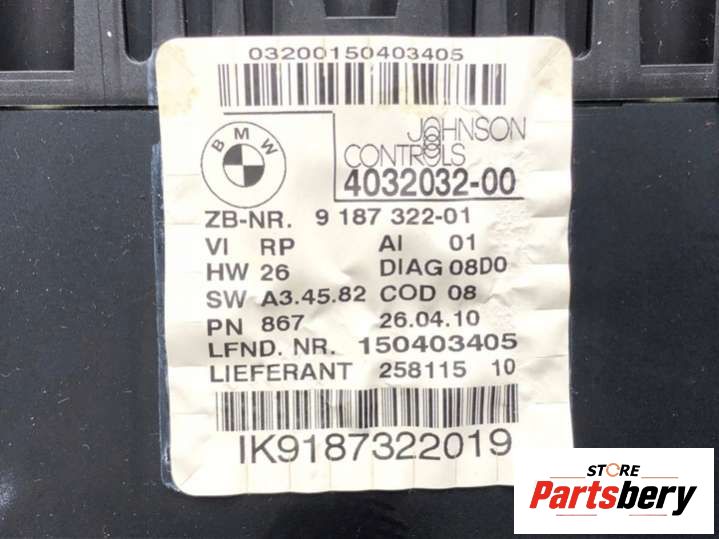 03200150403405
BMW
JOHNSON
CONTROLS
4032032-00
ZB-NR. 9 187 322-01
VI RP AI 01
HW 26 DIAG 08D0
SW A3.45.82 COD 08
PN 867 26.04.10
LFND. NR. 150403405
LIEFERANT 258115 10
IK9187322019
STORE
Partsbery